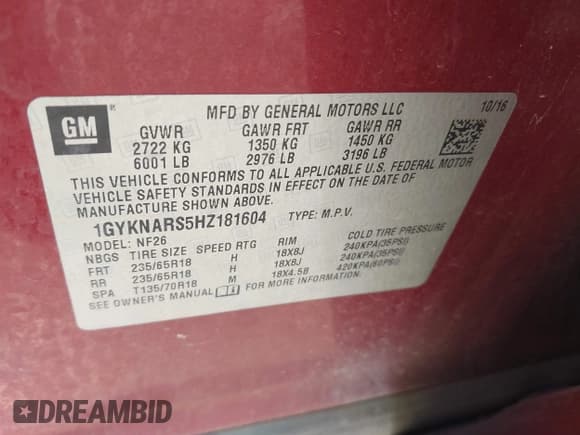 GM ®
MFD BY GENERAL MOTORS LLC 10/16
GVWR GAWR FRT GAWR RR
2722 KG 1350 KG 1450 KG
6001 LB 2976 LB 3196 LB
THIS VEHICLE CONFORMS TO ALL APPLICABLE U.S. FEDERAL MOTOR
VEHICLE SAFETY STANDARDS IN EFFECT ON THE DATE OF
MANUFACTURE SHOWN ABOVE.
1GYKNARS5HZ181604 TYPE: M.P.V.
MODEL: NF26
NBGS TIRE SIZE SPEED RTG RIM COLD TIRE PRESSURE
FRT 235/65R18 H 18X8J 240KPA(35PSI)
RR 235/65R18 H 18X8J 240KPA(35PSI)
SPA T135/70R18 M 18X4.5B 420KPA(60PSI)
SEE OWNER'S MANUAL FOR MORE INFORMATION
DREAMBID